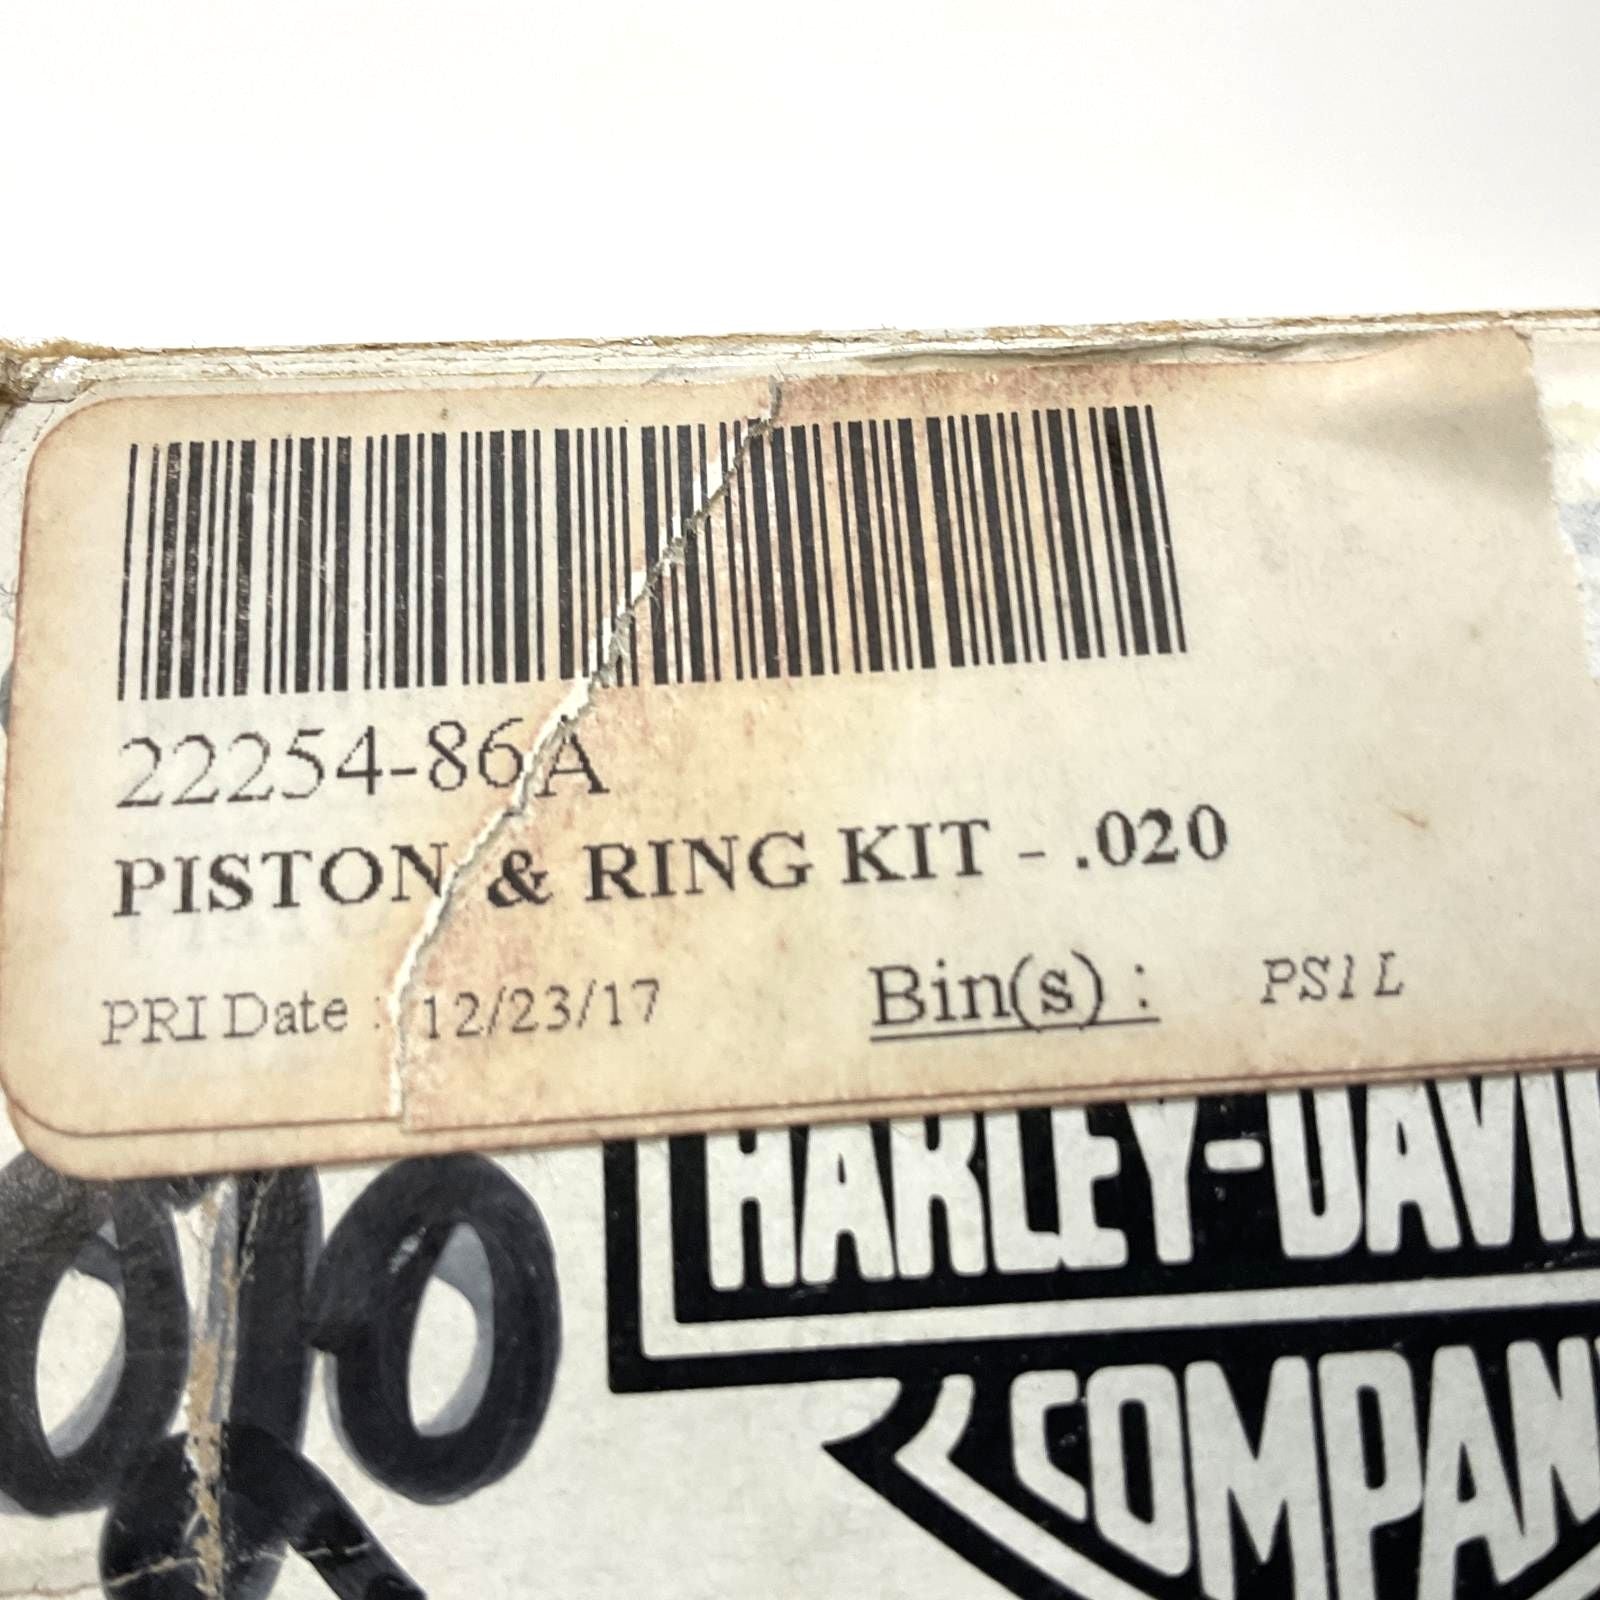 22254-86A
PISTON & RING KIT - .020
PRI Date : 12/23/17 Bin(s) : PS1L
HARLEY-DAVI
COMPAN